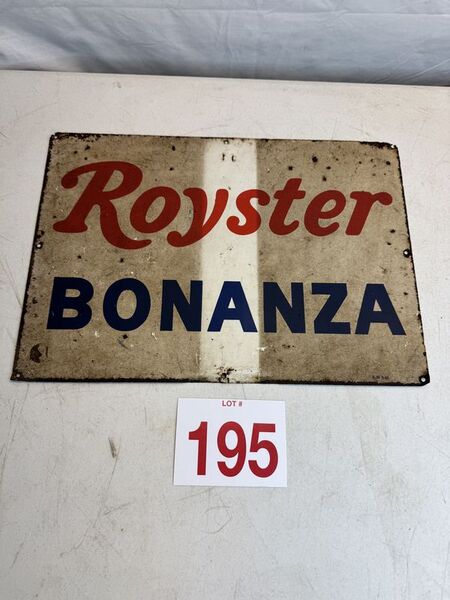 Royster
BONANZA
LOT #
195